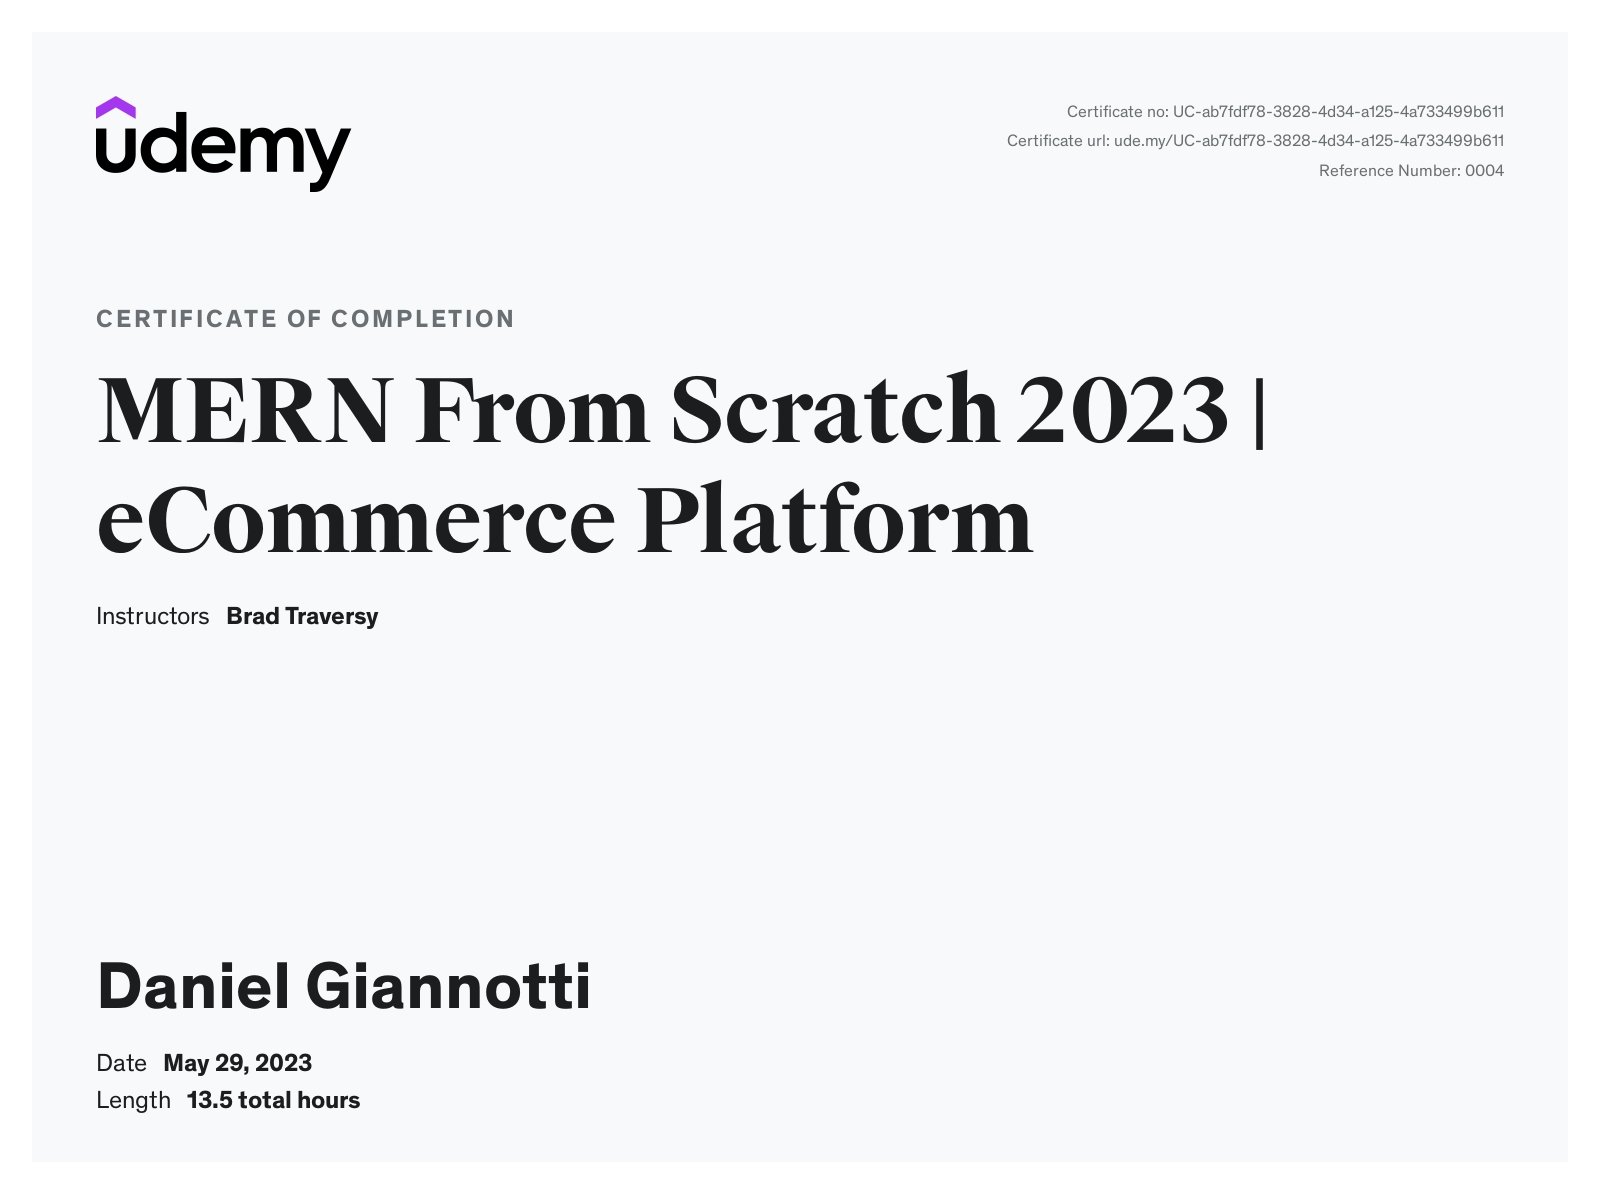 udemy
Certificate no: UC-ab7fdf78-3828-4d34-a125-4a733499b611
Certificate url: ude.my/UC-ab7fdf78-3828-4d34-a125-4a733499b611
Reference Number: 0004
CERTIFICATE OF COMPLETION
MERN From Scratch 2023 |
eCommerce Platform
Instructors Brad Traversy
Daniel Giannotti
Date May 29, 2023
Length 13.5 total hours